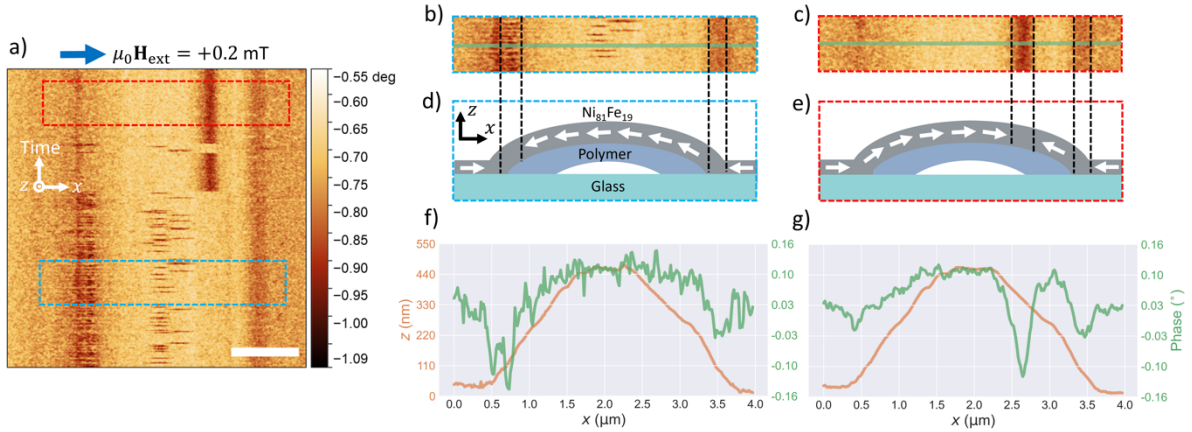 a)
μ₀H_ext = +0.2 mT
Time
z
x
−0.55 deg
−0.60
−0.65
−0.70
−0.75
−0.80
−0.85
−0.90
−0.95
−1.00
−1.09
b)
c)
d)
z
x
Ni₈₁Fe₁₉
Polymer
Glass
e)
f)
z (nm)
550
440
330
220
110
0
0.16
0.10
0.03
-0.03
-0.10
-0.16
0.0 0.5 1.0 1.5 2.0 2.5 3.0 3.5 4.0
x (μm)
g)
0.16
0.10
0.03
-0.03
-0.10
-0.16
Phase (°)
0.0 0.5 1.0 1.5 2.0 2.5 3.0 3.5 4.0
x (μm)